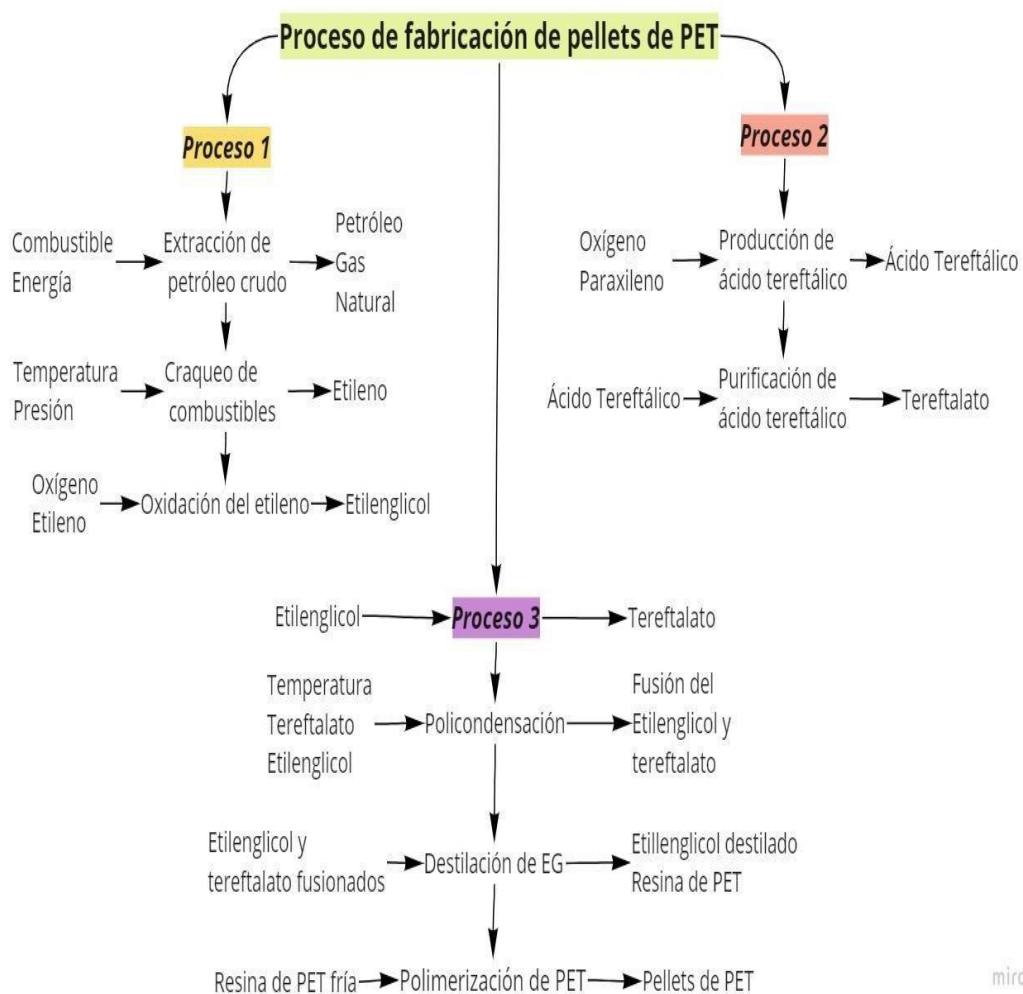 Proceso de fabricación de pellets de PET
Proceso 1
Combustible
Energía
Extracción de
petróleo crudo
Petróleo
Gas
Natural
Temperatura
Presión
Craqueo de
combustibles
Etileno
Oxígeno
Etileno
Oxidación del etileno
Etilenglicol
Proceso 2
Oxígeno
Paraxileno
Producción de
ácido tereftálico
Ácido Tereftálico
Ácido Tereftálico
Purificación de
ácido tereftálico
Tereftalato
Etilenglicol
Proceso 3
Tereftalato
Temperatura
Tereftalato
Etilenglicol
Policondensación
Fusión del
Etilenglicol y
tereftalato
Etilenglicol y
tereftalato fusionados
Destilación de EG
Etillenglicol destilado
Resina de PET
Resina de PET fría
Polimerización de PET
Pellets de PET